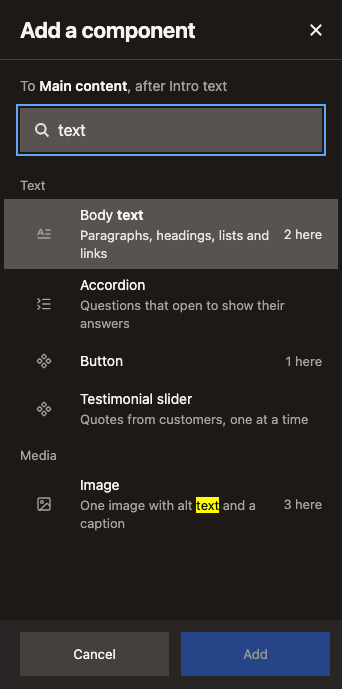 Add a component
To Main content, after Intro text
text
Text
Body text
Paragraphs, headings, lists and links
2 here
Accordion
Questions that open to show their answers
Button
1 here
Testimonial slider
Quotes from customers, one at a time
Media
Image
One image with alt text and a caption
3 here
Cancel
Add